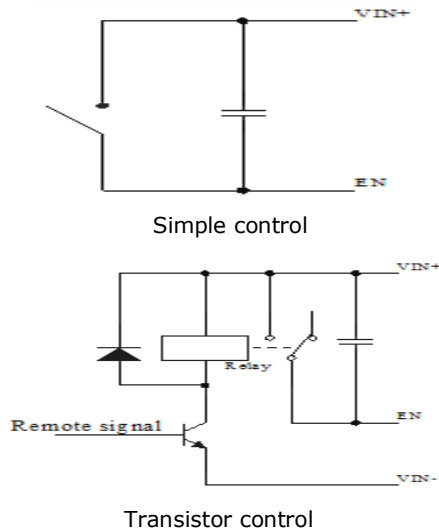 VIN+
EN
Simple control
VIN+
Relay
EN
Remote signal
VIN-
Transistor control